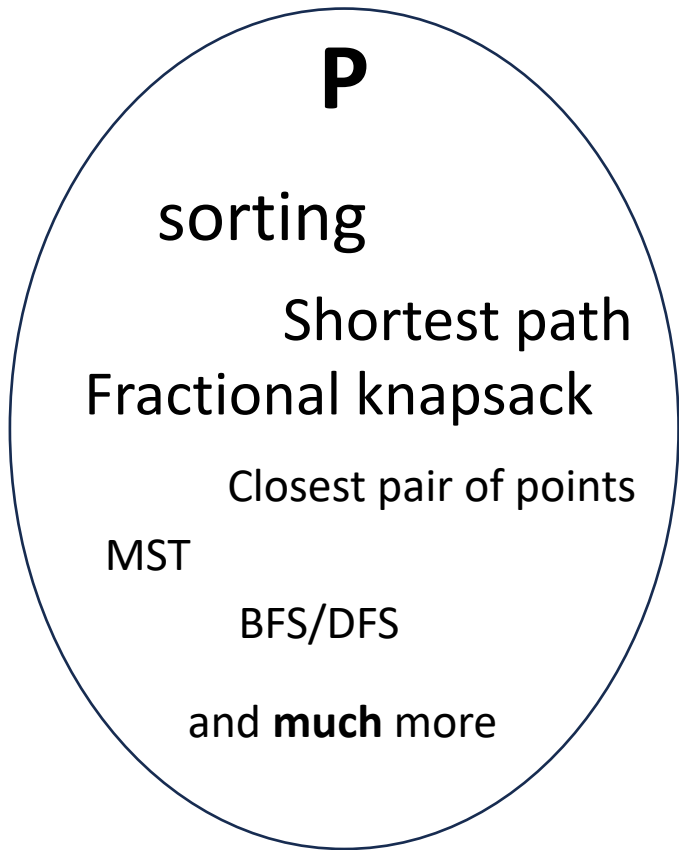 P
sorting
Shortest path
Fractional knapsack
Closest pair of points
MST
BFS/DFS
and much more